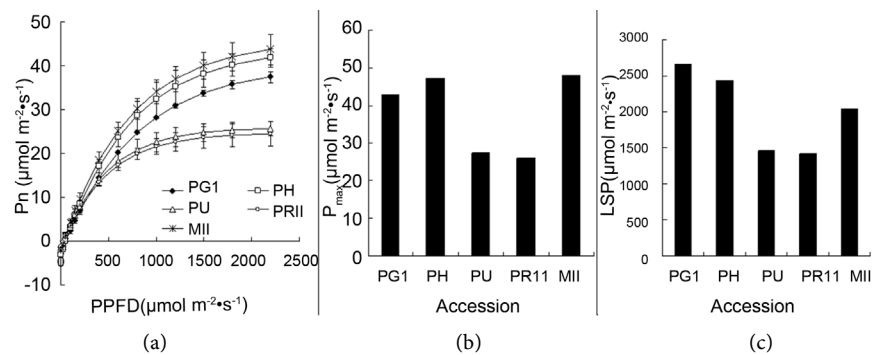 Pn (μmol m⁻²•s⁻¹)
50
40
30
20
10
0
-10
500 1000 1500 2000 2500
PG1 PH
PU PRII
MII
PPFD(μmol m⁻²•s⁻¹)
(a)
Pmax(μmol m⁻²•s⁻¹)
60
50
40
30
20
10
0
PG1 PH PU PR11 MII
Accession
(b)
LSP(μmol m⁻²•s⁻¹)
3000
2500
2000
1500
1000
500
0
PG1 PH PU PR11 MII
Accession
(c)